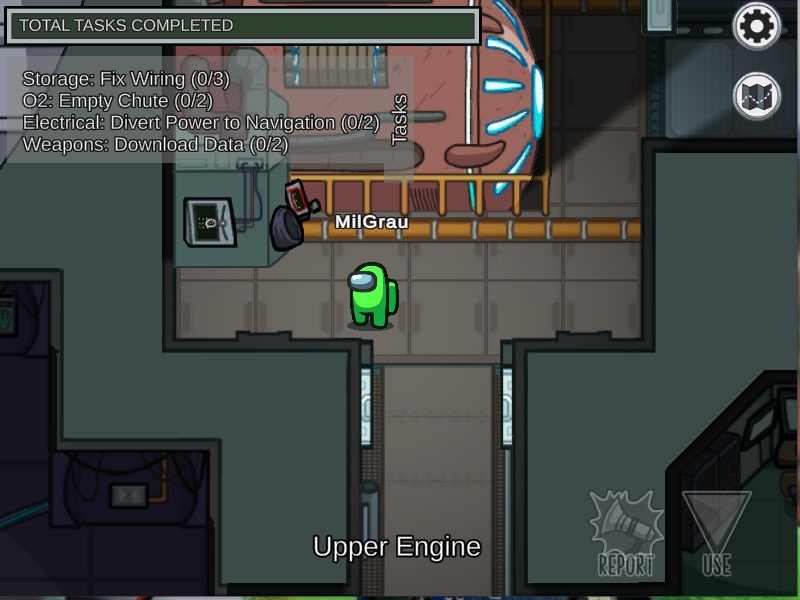 TOTAL TASKS COMPLETED
Storage: Fix Wiring (0/3)
O2: Empty Chute (0/2)
Electrical: Divert Power to Navigation (0/2)
Weapons: Download Data (0/2)
Tasks
MilGrau
Upper Engine
REPORT
USE